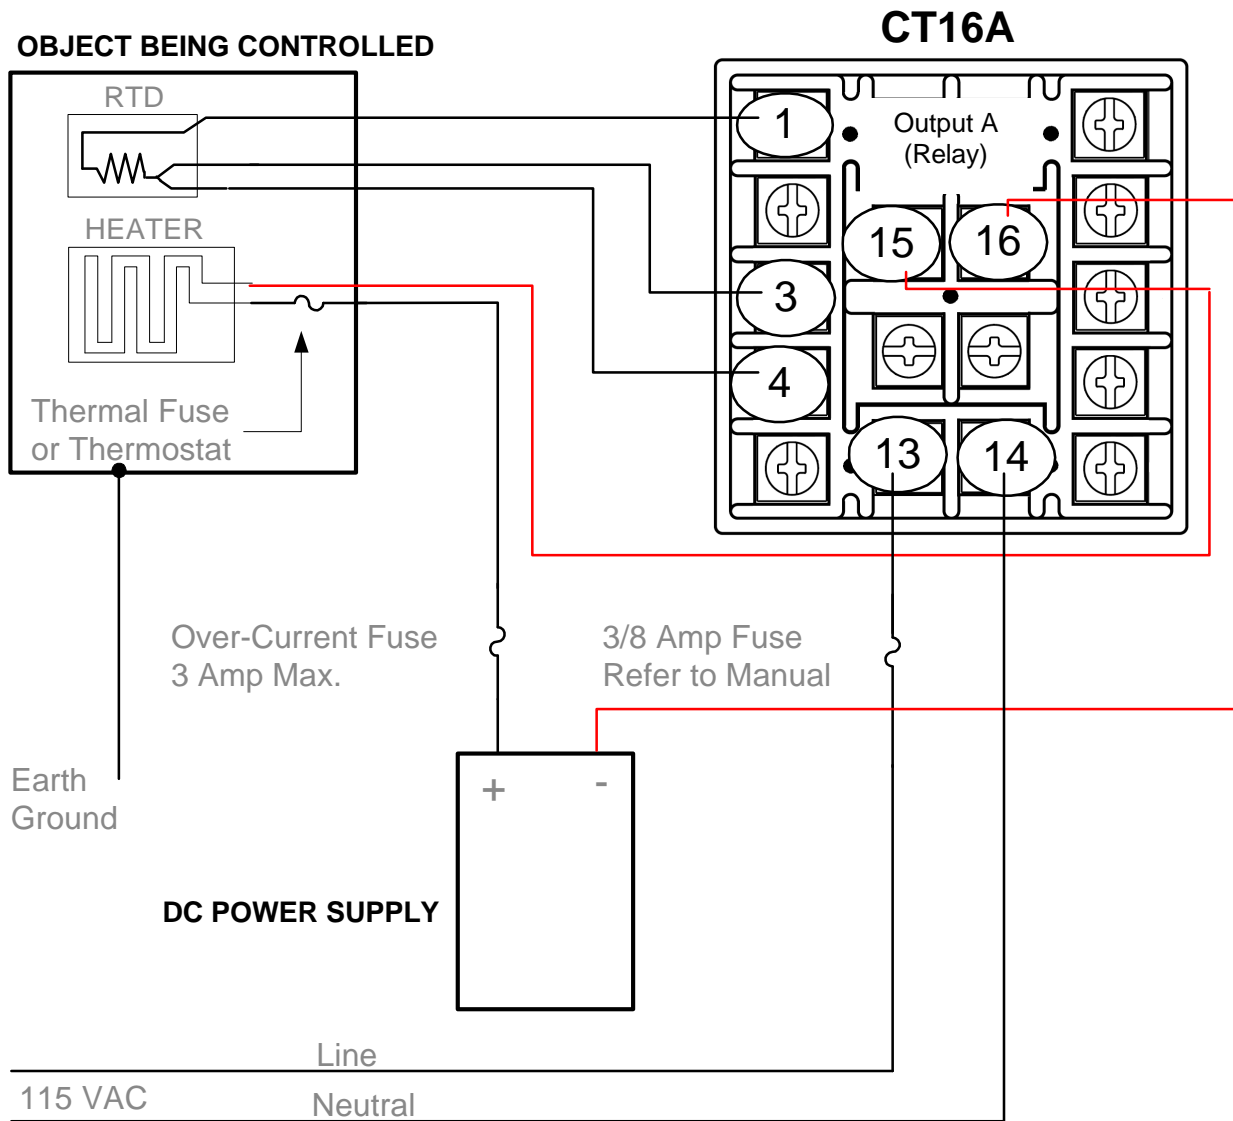 CT16A
OBJECT BEING CONTROLLED
RTD
1
Output A
(Relay)
HEATER
15
16
3
4
Thermal Fuse
or Thermostat
13
14
Over-Current Fuse
3 Amp Max.
3/8 Amp Fuse
Refer to Manual
Earth
Ground
+
-
DC POWER SUPPLY
Line
115 VAC
Neutral